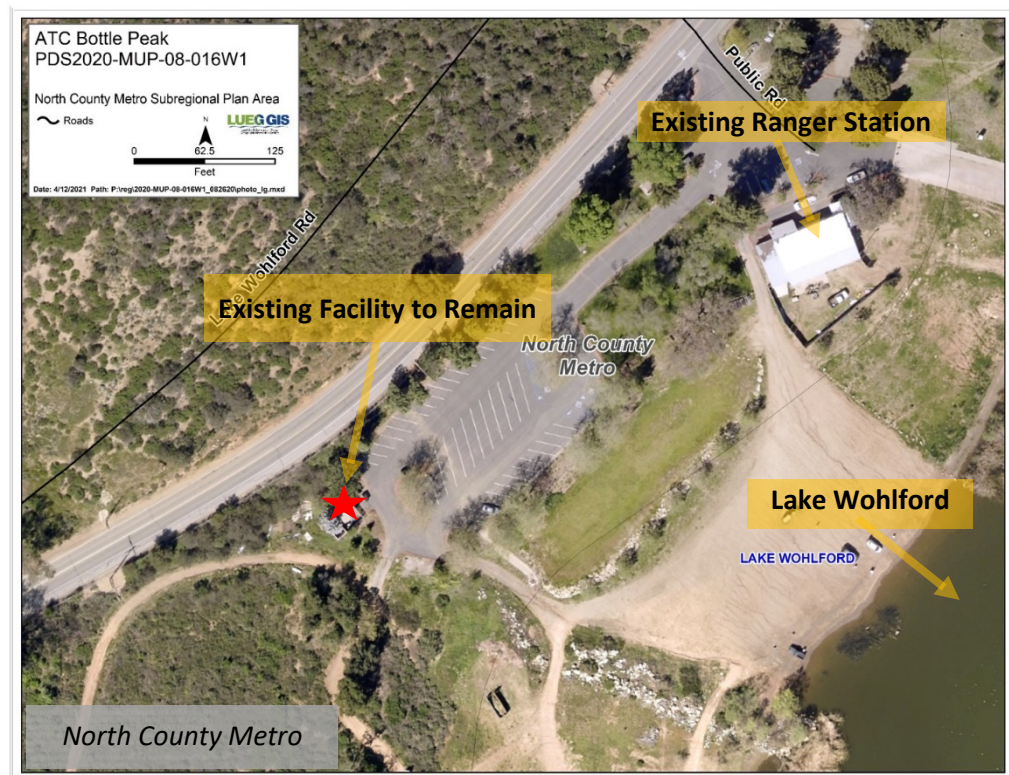 ATC Bottle Peak
PDS2020-MUP-08-016W1
North County Metro Subregional Plan Area
Roads
N
LUEG GIS
0 62.5 125
Feet
Date: 4/12/2021 Path: P:\reg\2020-MUP-08-016W1_082620\photo_lg.mxd
Public Rd
Existing Ranger Station
Lake Wohlford Rd
Existing Facility to Remain
North County
Metro
Lake Wohlford
LAKE WOHLFORD
North County Metro